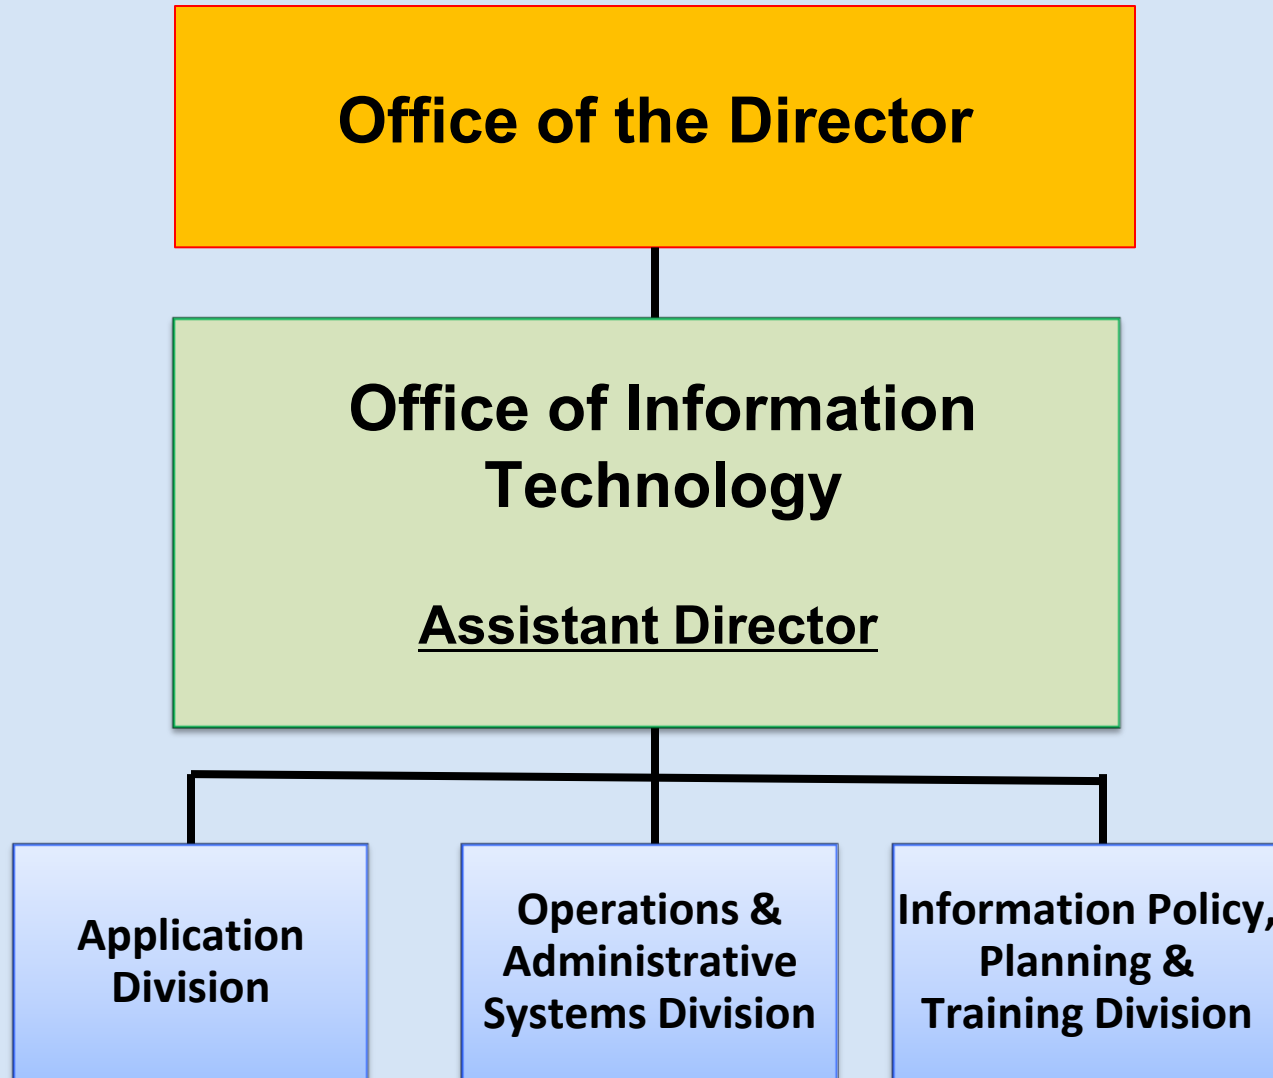 Office of the Director
Office of Information
Technology
Assistant Director
Application
Division
Operations &
Administrative
Systems Division
Information Policy,
Planning &
Training Division